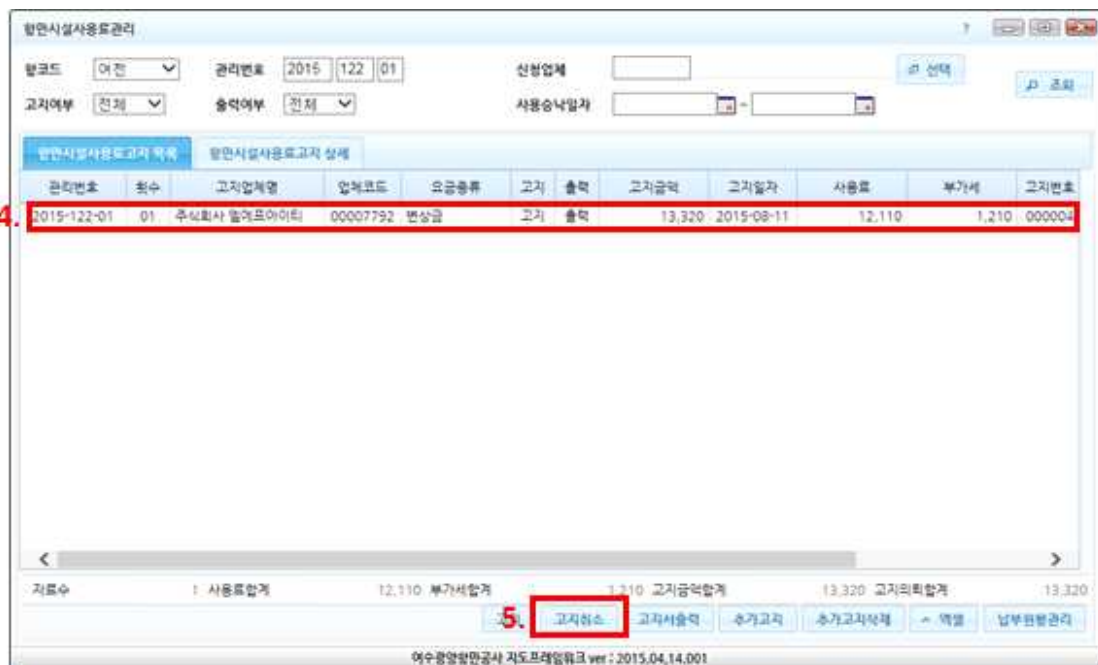 항만시설사용료관리 ?
항코드 여천 관리번호 2015 122 01 신청업체 선택
조회
고지여부 전체 출력여부 전체 사용승낙일자 -
항만시설사용료고지 목록 항만시설사용료고지 상세
관리번호 횟수 고지업체명 업체코드 요금종류 고지 출력 고지금액 고지일자 사용료 부가세 고지번호
4. 2015-122-01 01 주식회사 엘에프아이티 00007792 변상금 고지 출력 13,320 2015-08-11 12,110 1,210 000004
자료수 1 사용료합계 12,110 부가세합계 1,210 고지금액합계 13,320 고지의뢰합계 13,320
5. 고지취소 고지서출력 추가고지 추가고지삭제 엑셀 납부원별관리
여수광양항만공사 지도프레임워크 ver : 2015.04.14.001